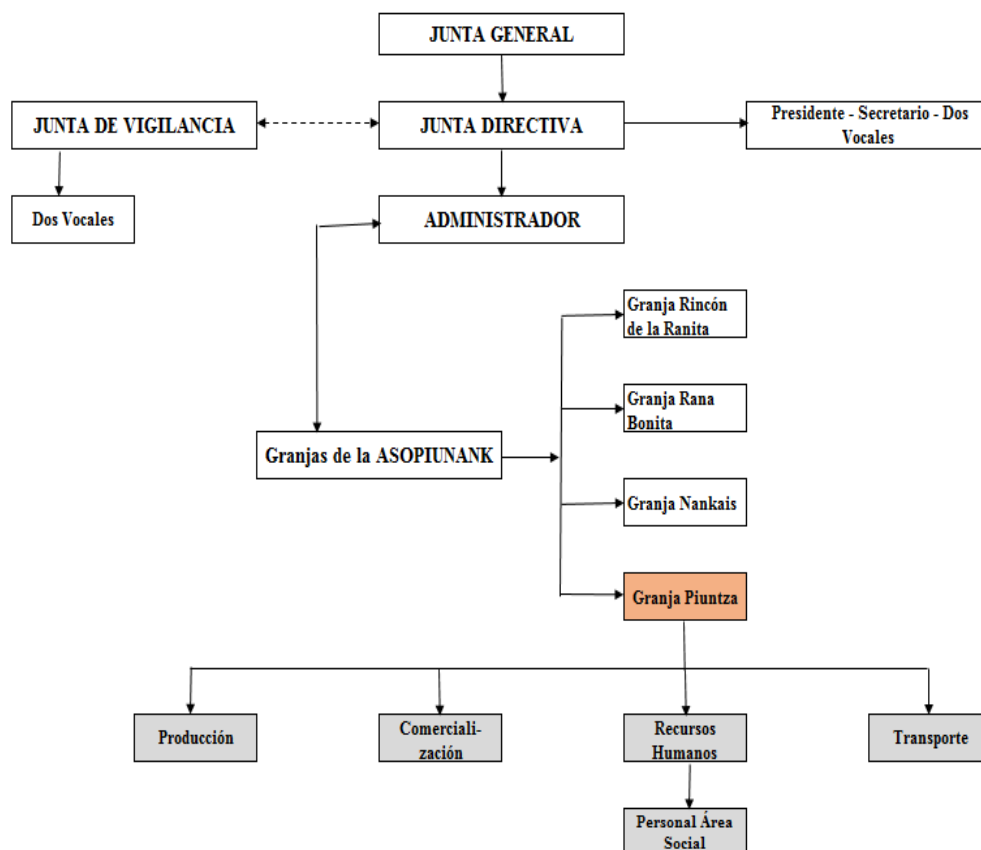 JUNTA GENERAL
JUNTA DE VIGILANCIA
JUNTA DIRECTIVA
Presidente - Secretario - Dos
Vocales
Dos Vocales
ADMINISTRADOR
Granja Rincón
de la Ranita
Granja Rana
Bonita
Granjas de la ASOPIUNANK
Granja Nankais
Granja Piuntza
Producción
Comerciali-
zación
Recursos
Humanos
Transporte
Personal Área
Social